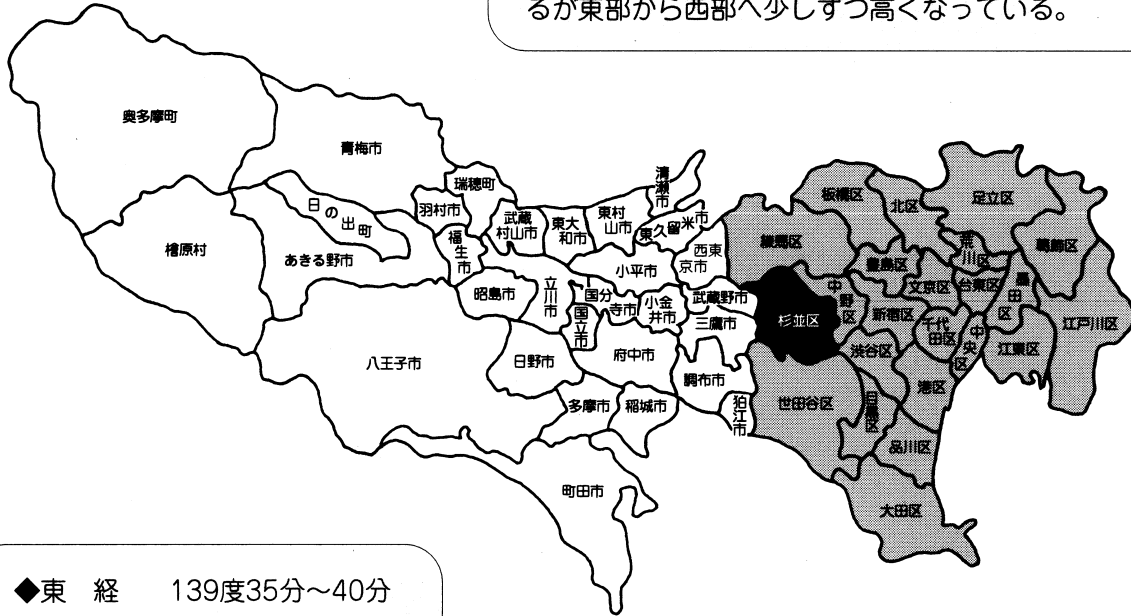 るが東部から西部へ少しずつ高くなっている。
奥多摩町
青梅市
瑞穂町
清瀬市
羽村市
日の出町
武蔵村山市
東大和市
東村山市
東久留米市
檜原村
あきる野市
福生市
西東京市
小平市
昭島市
立川市
国分寺市
小金井市
武蔵野市
国立市
三鷹市
八王子市
日野市
府中市
調布市
多摩市
稲城市
狛江市
町田市
板橋区
北区
足立区
練馬区
荒川区
葛飾区
豊島区
文京区
台東区
墨田区
中野区
杉並区
新宿区
千代田区
中央区
江戸川区
渋谷区
江東区
港区
世田谷区
目黒区
品川区
大田区
◆東 経 139度35分～40分